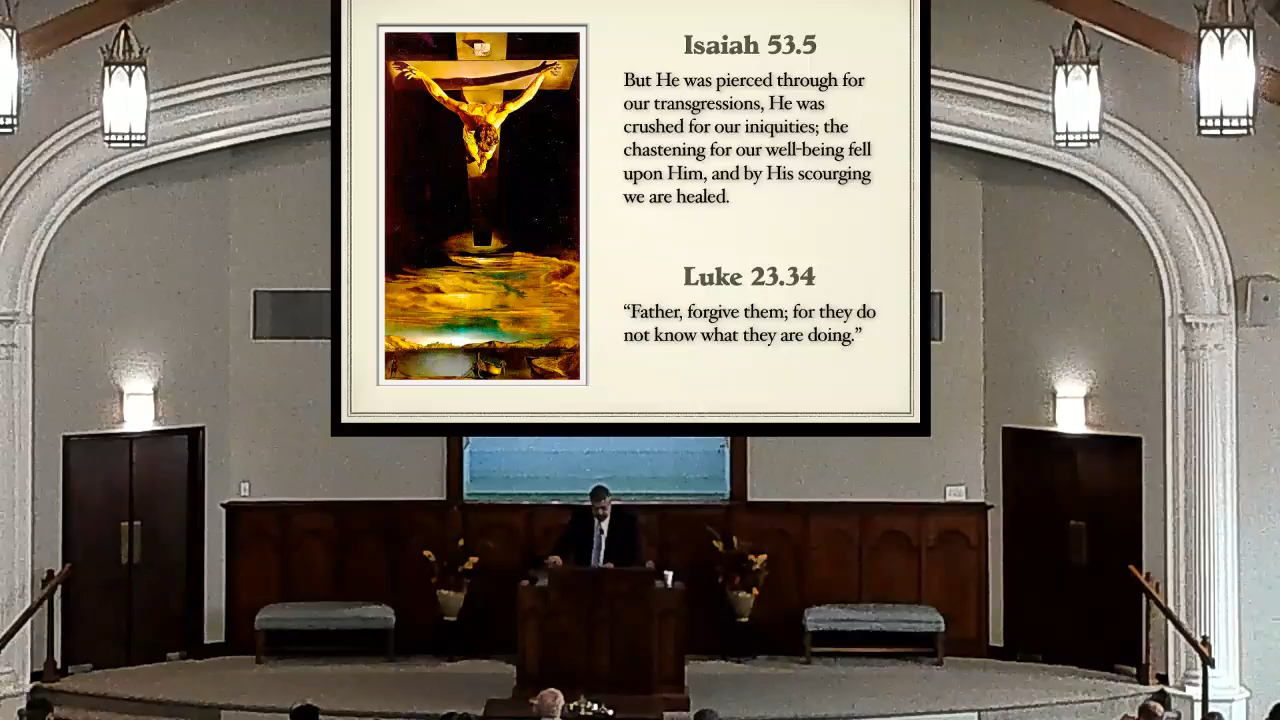 Isaiah 53.5
But He was pierced through for
our transgressions, He was
crushed for our iniquities; the
chastening for our well-being fell
upon Him, and by His scourging
we are healed.
Luke 23.34
“Father, forgive them; for they do
not know what they are doing.”